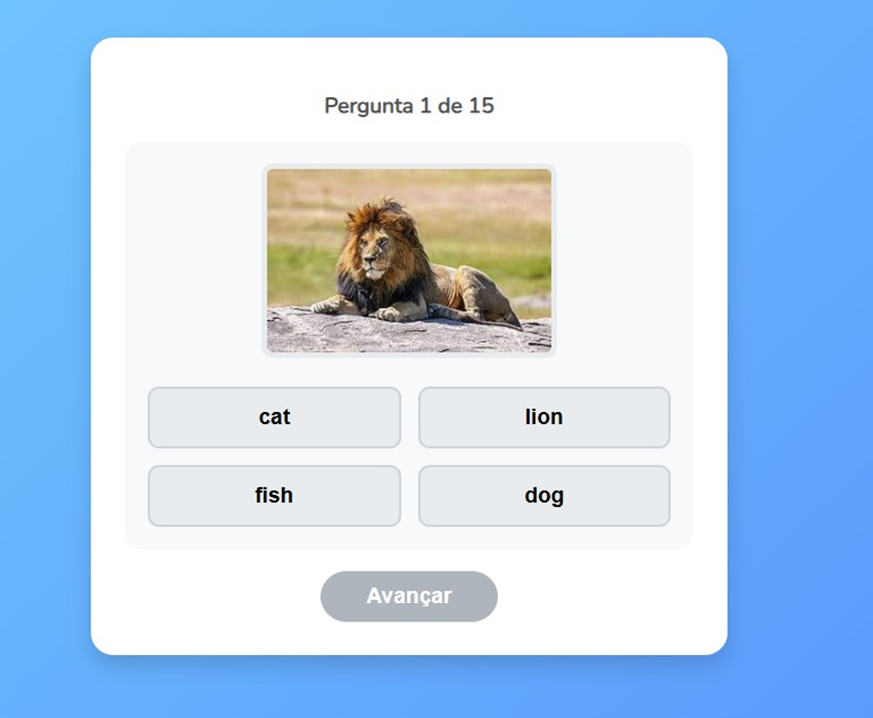 Pergunta 1 de 15
cat
lion
fish
dog
Avançar